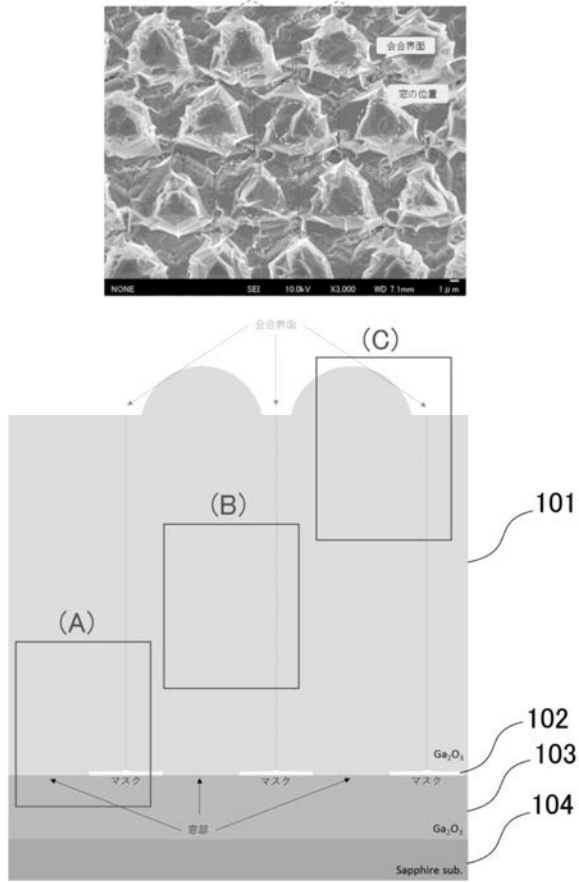 会合界面
窓の位置
NONE SEI 10.0kV X3,000 WD 7.1mm 1μm
会合界面
(C)
(B)
101
(A)
102
Ga₂O₃
マスク マスク マスク
103
窓部
104
Ga₂O₃
Sapphire sub.